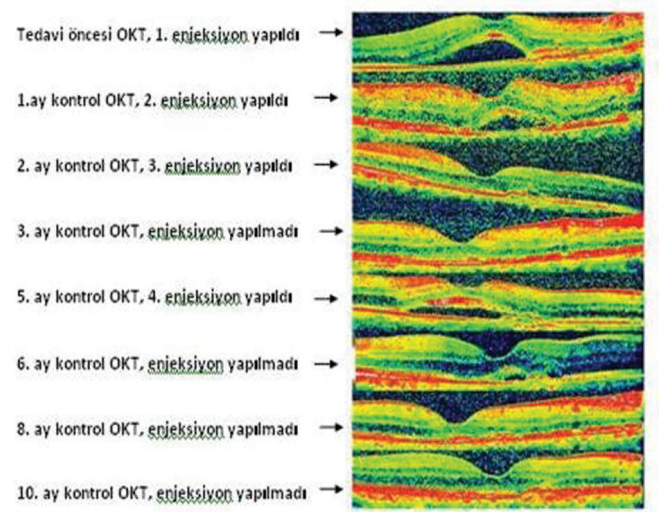 Tedavi öncesi OKT, 1. enjeksiyon yapıldı
1.ay kontrol OKT, 2. enjeksiyon yapıldı
2. ay kontrol OKT, 3. enjeksiyon yapıldı
3. ay kontrol OKT, enjeksiyon yapılmadı
5. ay kontrol OKT, 4. enjeksiyon yapıldı
6. ay kontrol OKT, enjeksiyon yapılmadı
8. ay kontrol OKT, enjeksiyon yapılmadı
10. ay kontrol OKT, enjeksiyon yapılmadı